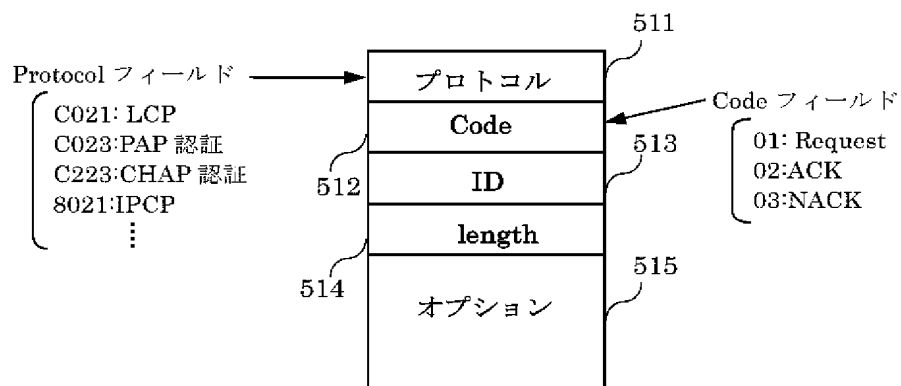 511
Protocol フィールド
プロトコル
Code フィールド
C021: LCP
C023:PAP 認証
C223:CHAP 認証
8021:IPCP
⋮
Code
512
01: Request
02:ACK
03:NACK
513
ID
length
514
515
オプション